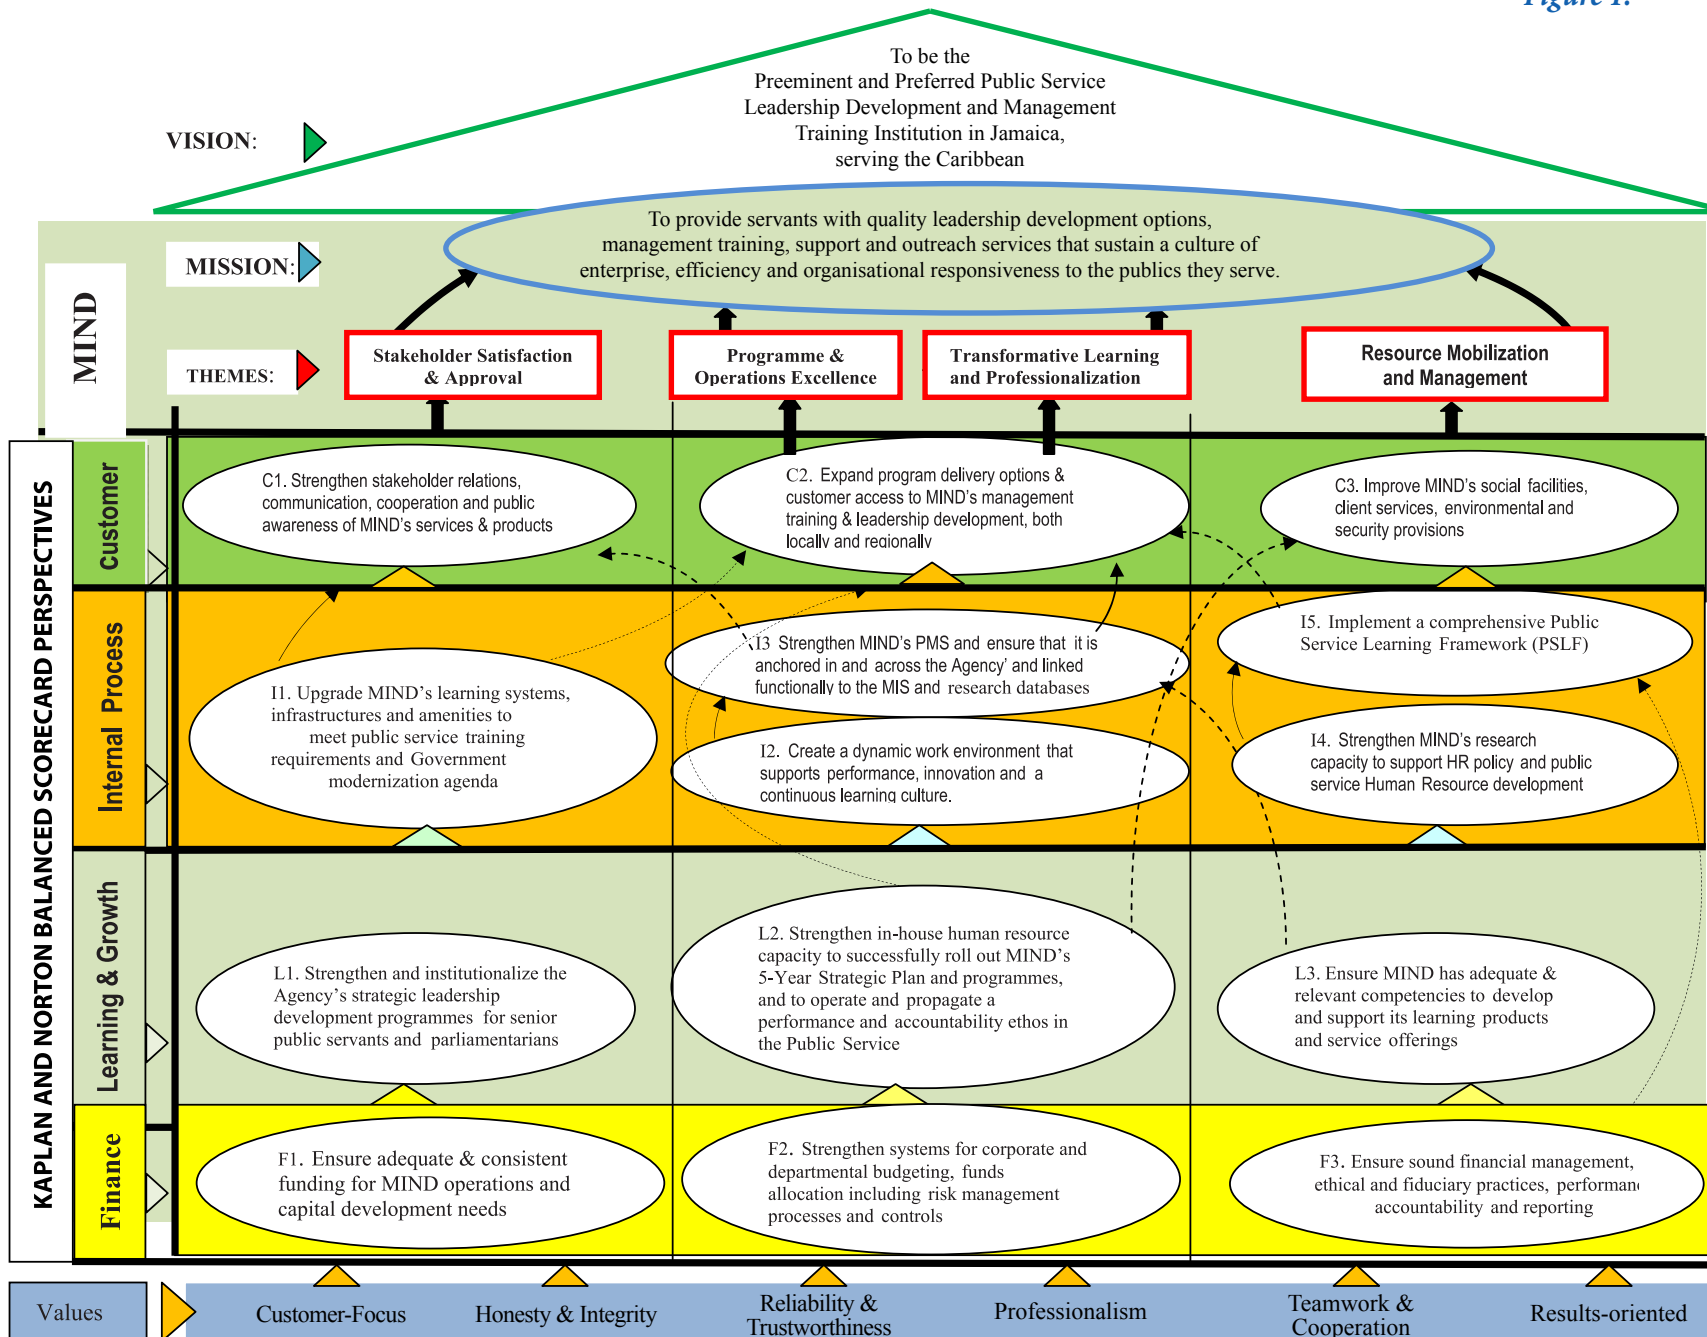 Figure 1:
To be the
Preeminent and Preferred Public Service
Leadership Development and Management
Training Institution in Jamaica,
serving the Caribbean
VISION:
To provide servants with quality leadership development options,
management training, support and outreach services that sustain a culture of
enterprise, efficiency and organisational responsiveness to the publics they serve.
MISSION:
MIND
THEMES:
Stakeholder Satisfaction
& Approval
Programme &
Operations Excellence
Transformative Learning
and Professionalization
Resource Mobilization
and Management
KAPLAN AND NORTON BALANCED SCORECARD PERSPECTIVES
Customer
C1. Strengthen stakeholder relations,
communication, cooperation and public
awareness of MIND's services & products
C2. Expand program delivery options &
customer access to MIND's management
training & leadership development, both
locally and regionally
C3. Improve MIND's social facilities,
client services, environmental and
security provisions
Internal Process
I1. Upgrade MIND's learning systems,
infrastructures and amenities to
meet public service training
requirements and Government
modernization agenda
I3 Strengthen MIND's PMS and ensure that it is
anchored in and across the Agency' and linked
functionally to the MIS and research databases
I2. Create a dynamic work environment that
supports performance, innovation and a
continuous learning culture.
I5. Implement a comprehensive Public
Service Learning Framework (PSLF)
I4. Strengthen MIND's research
capacity to support HR policy and public
service Human Resource development
Learning & Growth
L1. Strengthen and institutionalize the
Agency's strategic leadership
development programmes for senior
public servants and parliamentarians
L2. Strengthen in-house human resource
capacity to successfully roll out MIND's
5-Year Strategic Plan and programmes,
and to operate and propagate a
performance and accountability ethos in
the Public Service
L3. Ensure MIND has adequate &
relevant competencies to develop
and support its learning products
and service offerings
Finance
F1. Ensure adequate & consistent
funding for MIND operations and
capital development needs
F2. Strengthen systems for corporate and
departmental budgeting, funds
allocation including risk management
processes and controls
F3. Ensure sound financial management,
ethical and fiduciary practices, performanc
accountability and reporting
Values
Customer-Focus
Honesty & Integrity
Reliability &
Trustworthiness
Professionalism
Teamwork &
Cooperation
Results-oriented